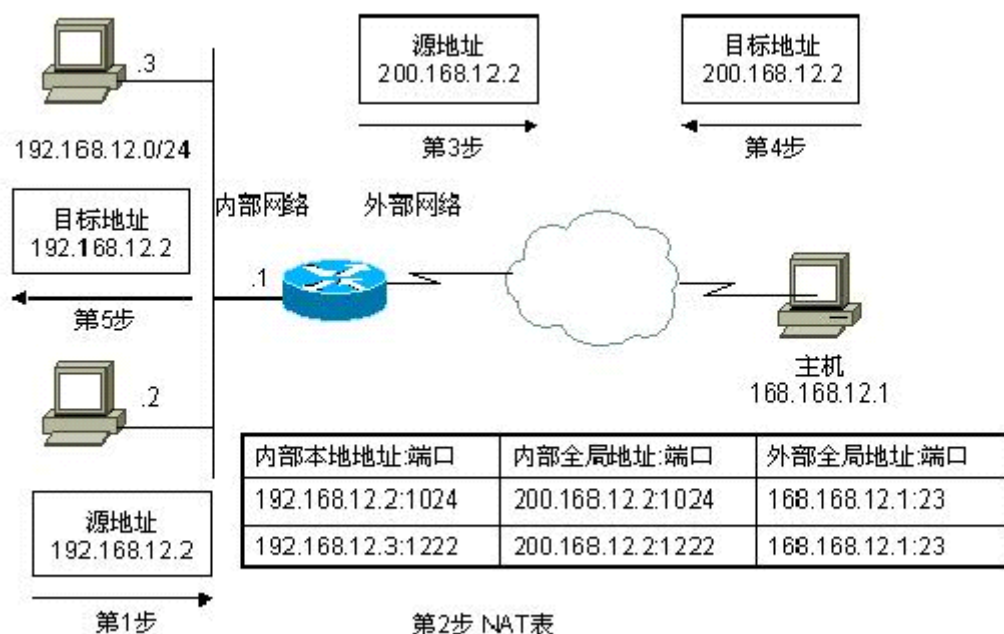 源地址
200.168.12.2
目标地址
200.168.12.2
.3
第3步
第4步
192.168.12.0/24
内部网络
外部网络
目标地址
192.168.12.2
.1
第5步
主机
168.168.12.1
.2
内部本地地址:端口 内部全局地址:端口 外部全局地址:端口
192.168.12.2:1024 200.168.12.2:1024 168.168.12.1:23
192.168.12.3:1222 200.168.12.2:1222 168.168.12.1:23
源地址
192.168.12.2
第1步
第2步 NAT表